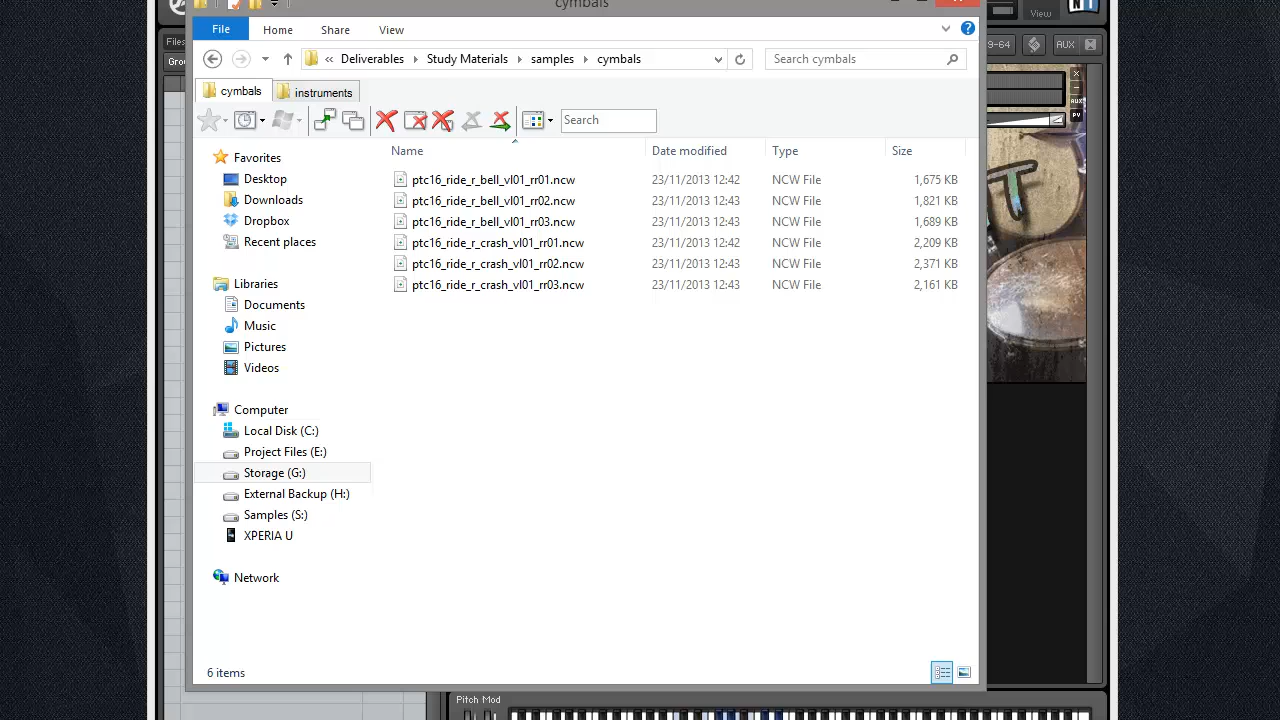 cymbals
File Home Share View
« Deliverables Study Materials samples cymbals Search cymbals
cymbals instruments
Search
Name Date modified Type Size
Favorites
Desktop
Downloads
Dropbox
Recent places
Libraries
Documents
Music
Pictures
Videos
Computer
Local Disk (C:)
Project Files (E:)
Storage (G:)
External Backup (H:)
Samples (S:)
XPERIA U
Network
ptc16_ride_r_bell_vl01_rr01.ncw 23/11/2013 12:42 NCW File 1,675 KB
ptc16_ride_r_bell_vl01_rr02.ncw 23/11/2013 12:43 NCW File 1,821 KB
ptc16_ride_r_bell_vl01_rr03.ncw 23/11/2013 12:43 NCW File 1,689 KB
ptc16_ride_r_crash_vl01_rr01.ncw 23/11/2013 12:42 NCW File 2,209 KB
ptc16_ride_r_crash_vl01_rr02.ncw 23/11/2013 12:43 NCW File 2,371 KB
ptc16_ride_r_crash_vl01_rr03.ncw 23/11/2013 12:43 NCW File 2,161 KB
6 items
Files
View
AUX
AUX
PV
Pitch Mod